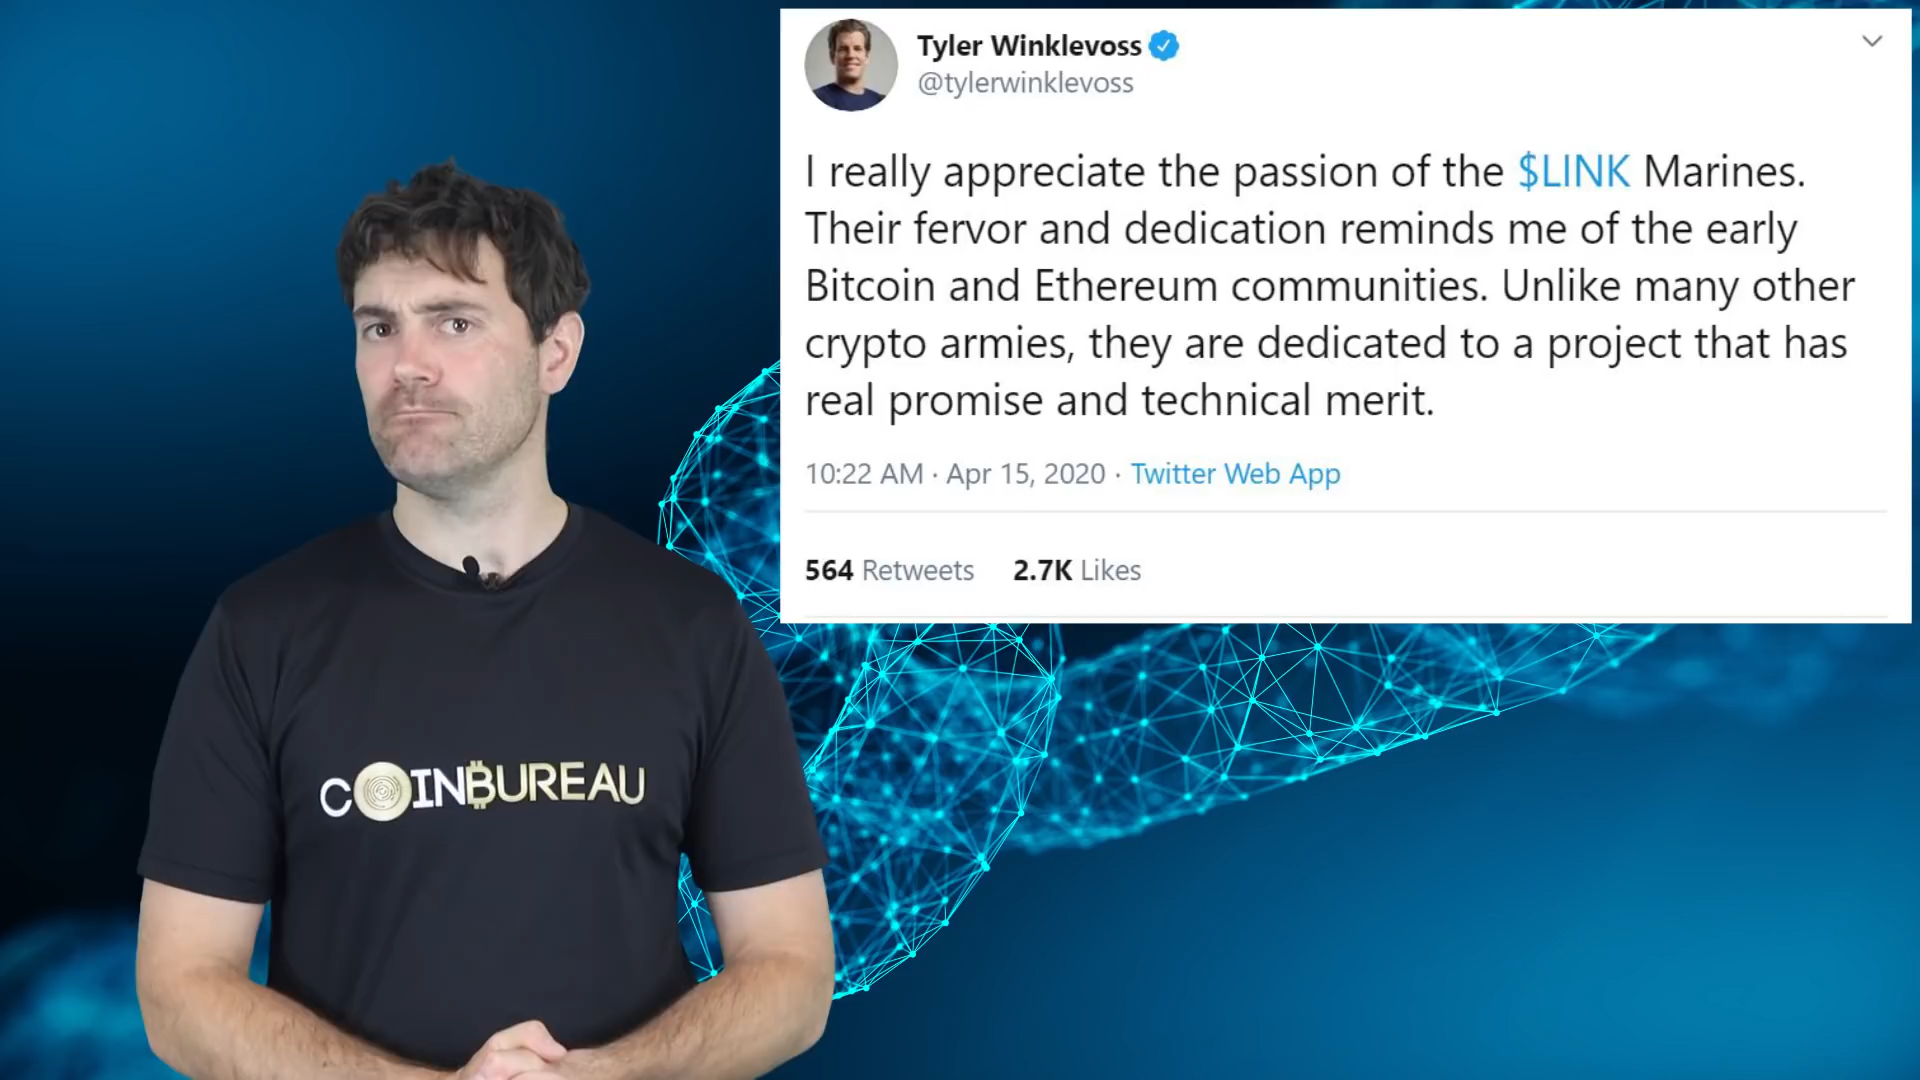 Tyler Winklevoss
@tylerwinklevoss
I really appreciate the passion of the $LINK Marines.
Their fervor and dedication reminds me of the early
Bitcoin and Ethereum communities. Unlike many other
crypto armies, they are dedicated to a project that has
real promise and technical merit.
10:22 AM · Apr 15, 2020 · Twitter Web App
564 Retweets 2.7K Likes
COINBUREAU